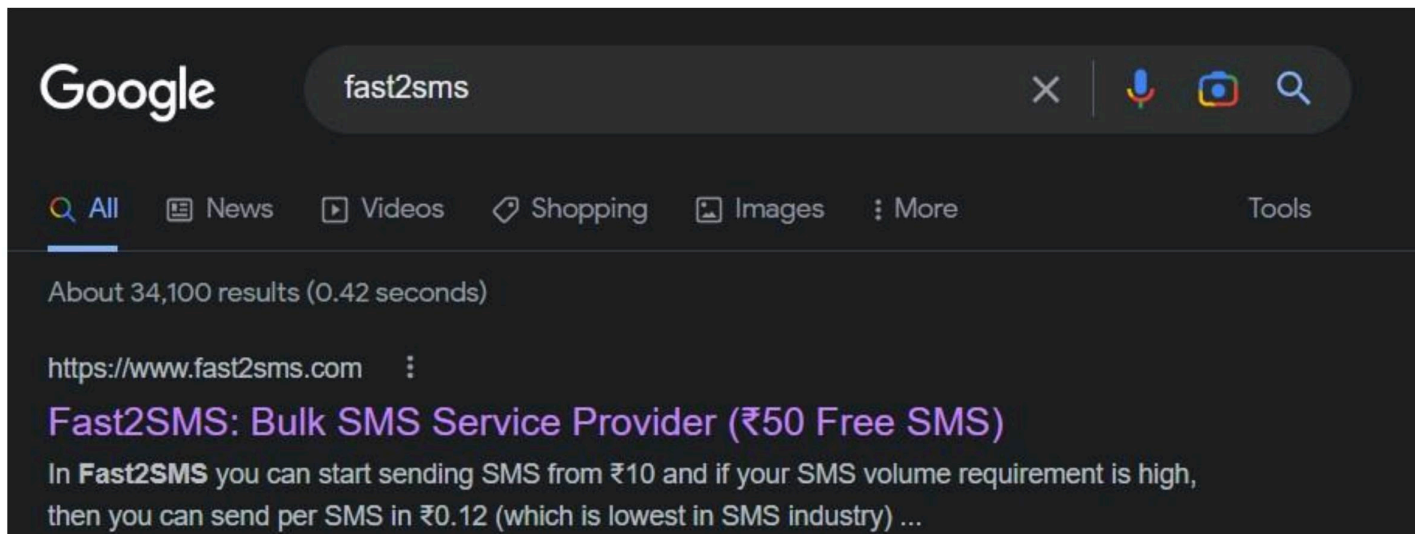 Google fast2sms
All News Videos Shopping Images More Tools
About 34,100 results (0.42 seconds)
https://www.fast2sms.com
Fast2SMS: Bulk SMS Service Provider (₹50 Free SMS)
In Fast2SMS you can start sending SMS from ₹10 and if your SMS volume requirement is high,
then you can send per SMS in ₹0.12 (which is lowest in SMS industry) ...